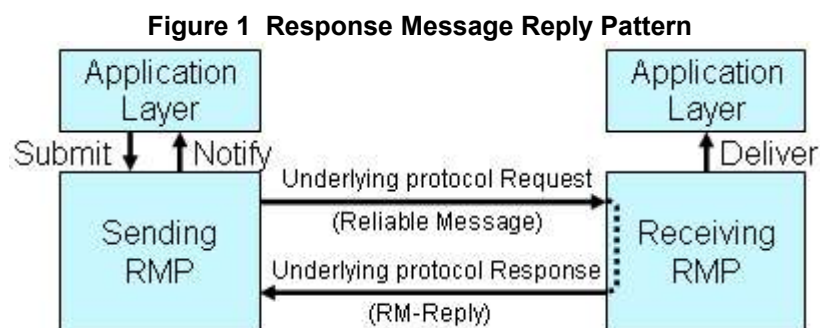 Figure 1  Response Message Reply Pattern
Application
Layer
Application
Layer
Submit
Notify
Deliver
Underlying protocol Request
(Reliable Message)
Sending
RMP
Receiving
RMP
Underlying protocol Response
(RM-Reply)